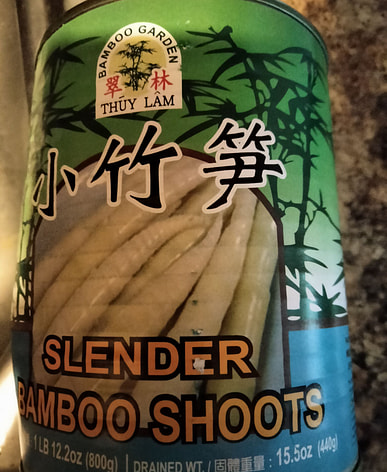 BAMBOO GARDEN
翠 林
THÚY LÂM
小竹笋
SLENDER
BAMBOO SHOOTS
1 LB 12.2oz (800g) DRAINED WT. / 固體重量: 15.5oz (440g)